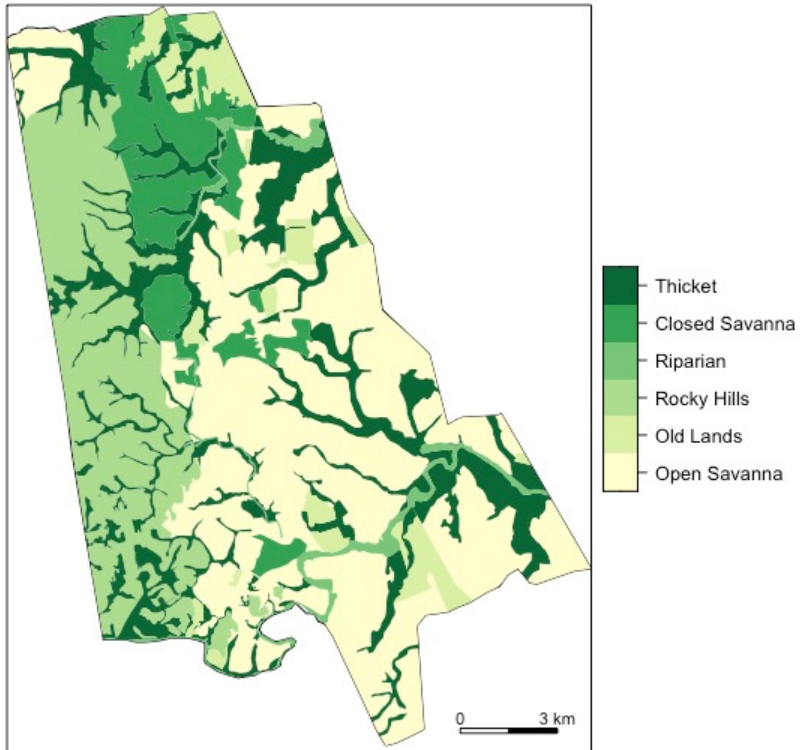 Thicket
Closed Savanna
Riparian
Rocky Hills
Old Lands
Open Savanna
0 3 km